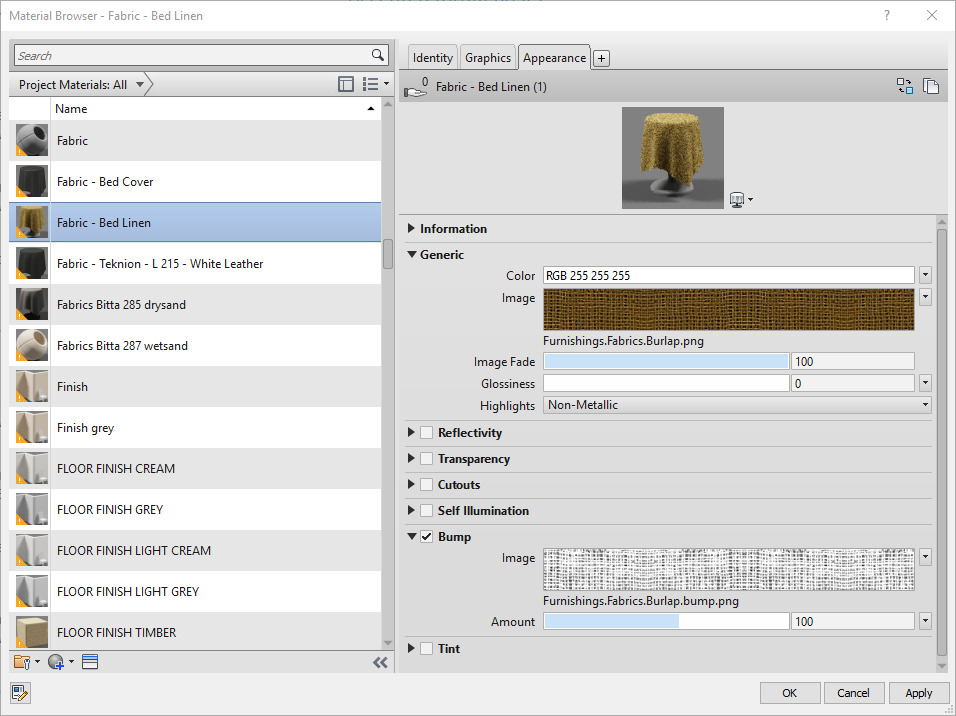 Material Browser - Fabric - Bed Linen
?
Search
Project Materials: All
Name
Fabric
Fabric - Bed Cover
Fabric - Bed Linen
Fabric - Teknion - L 215 - White Leather
Fabrics Bitta 285 drysand
Fabrics Bitta 287 wetsand
Finish
Finish grey
FLOOR FINISH CREAM
FLOOR FINISH GREY
FLOOR FINISH LIGHT CREAM
FLOOR FINISH LIGHT GREY
FLOOR FINISH TIMBER
Identity Graphics Appearance +
0 Fabric - Bed Linen (1)
Information
Generic
Color RGB 255 255 255
Image
Furnishings.Fabrics.Burlap.png
Image Fade 100
Glossiness 0
Highlights Non-Metallic
Reflectivity
Transparency
Cutouts
Self Illumination
Bump
Image
Furnishings.Fabrics.Burlap.bump.png
Amount 100
Tint
OK Cancel Apply